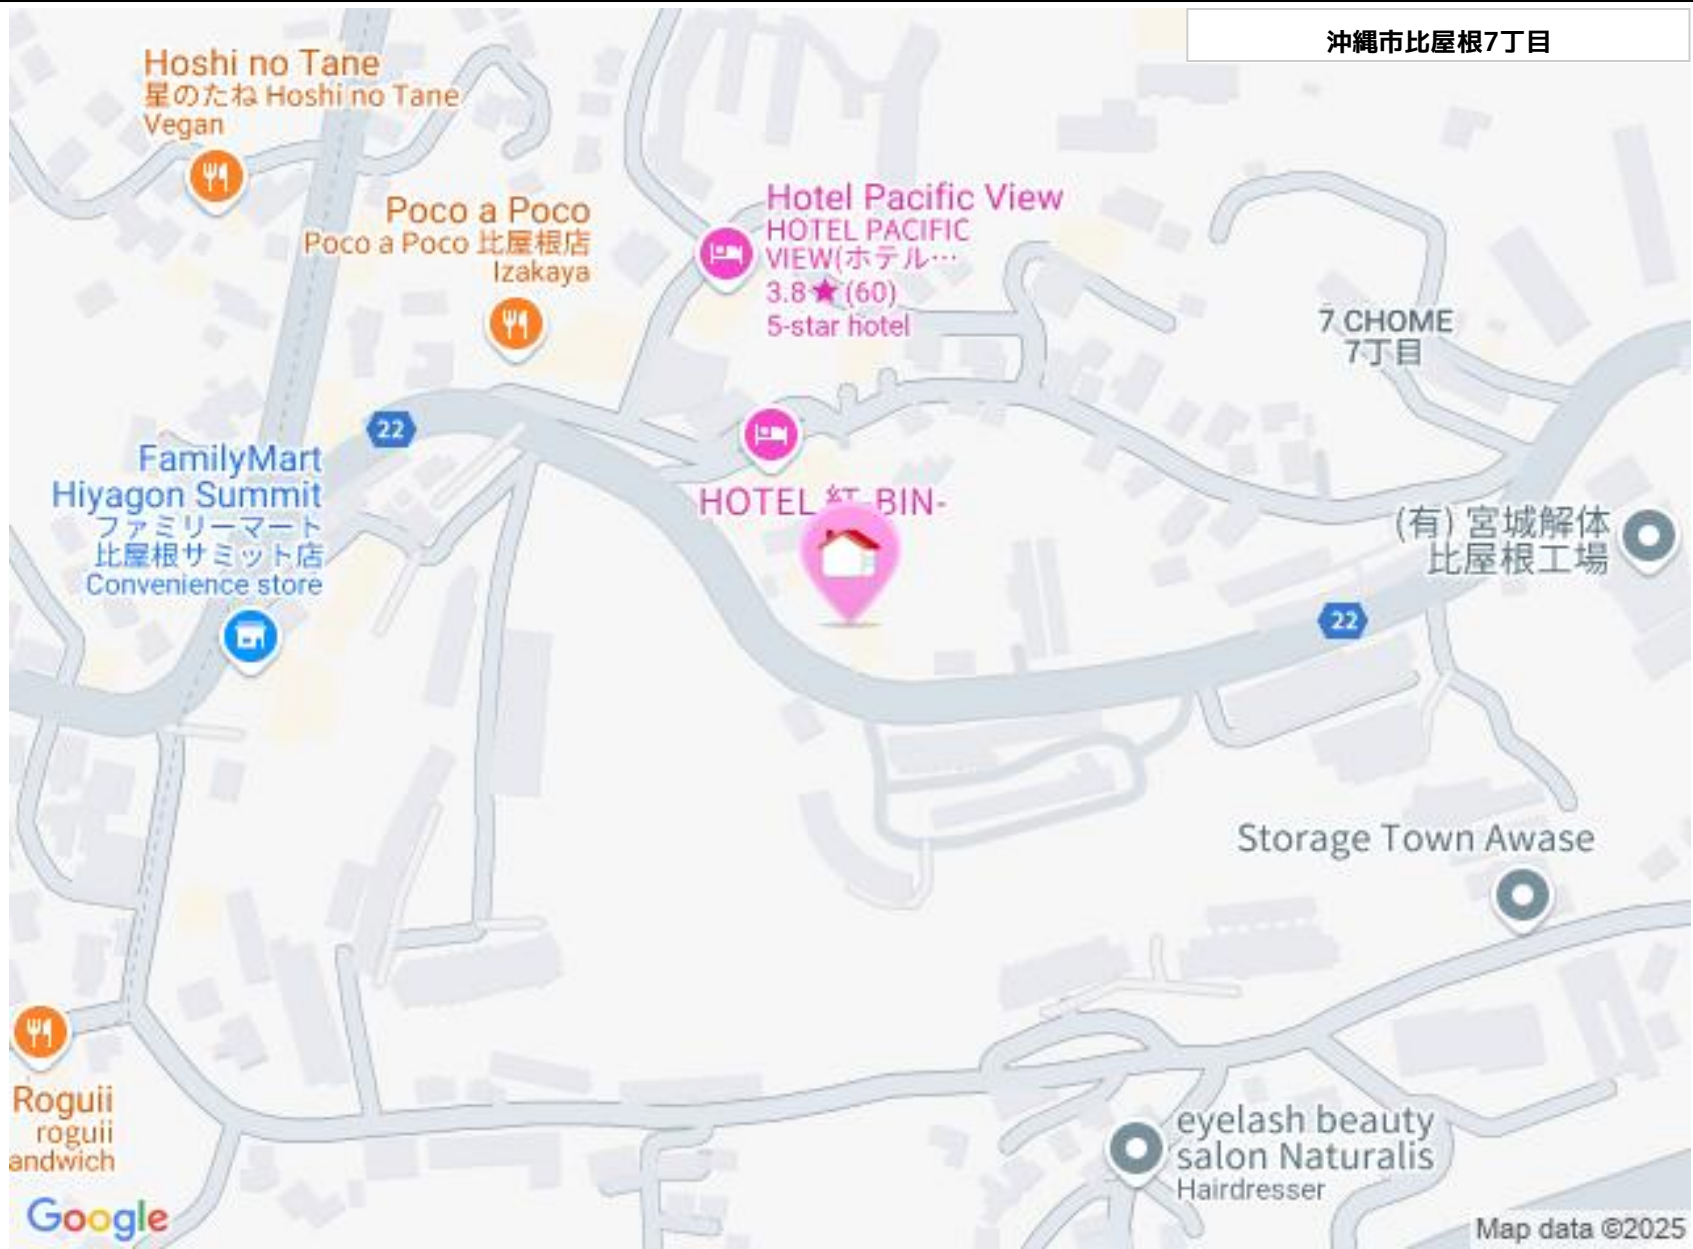 沖縄市比屋根7丁目
Hoshi no Tane
星のたね Hoshi no Tane
Vegan
Poco a Poco
Poco a Poco 比屋根店
Izakaya
Hotel Pacific View
HOTEL PACIFIC
VIEW(ホテル…
3.8★(60)
5-star hotel
7 CHOME
7丁目
22
FamilyMart
Hiyagon Summit
ファミリーマート
比屋根サミット店
Convenience store
HOTEL 紅-BIN-
(有) 宮城解体
比屋根工場
22
Storage Town Awase
Roguii
roguii
andwich
eyelash beauty
salon Naturalis
Hairdresser
Google
Map data ©2025